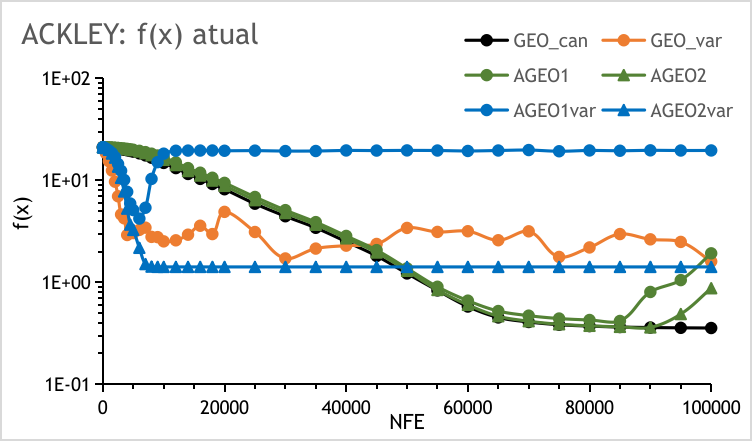 ACKLEY: f(x) atual
GEO_can GEO_var
AGEO1 AGEO2
AGEO1var AGEO2var
1E+02
1E+01
1E+00
1E-01
f(x)
0 20000 40000 60000 80000 100000
NFE